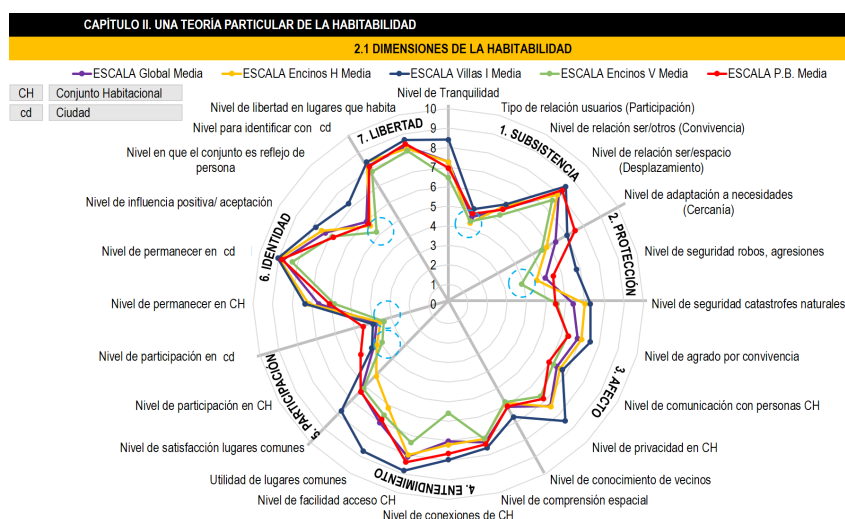 CAPÍTULO II. UNA TEORÍA PARTICULAR DE LA HABITABILIDAD
2.1 DIMENSIONES DE LA HABITABILIDAD
ESCALA Global Media
ESCALA Encinos H Media
ESCALA Villas I Media
ESCALA Encinos V Media
ESCALA P.B. Media
CH Conjunto Habitacional
cd Ciudad
Nivel de Tranquilidad
Tipo de relación usuarios (Participación)
Nivel de relación ser/otros (Convivencia)
Nivel de relación ser/espacio
(Desplazamiento)
Nivel de adaptación a necesidades
(Cercanía)
Nivel de seguridad robos, agresiones
Nivel de seguridad catastrofes naturales
Nivel de agrado por convivencia
Nivel de comunicación con personas CH
Nivel de privacidad en CH
Nivel de conocimiento de vecinos
Nivel de comprensión espacial
Nivel de conexiones de CH
Nivel de facilidad acceso CH
Utilidad de lugares comunes
Nivel de satisfacción lugares comunes
Nivel de participación en CH
Nivel de participación en cd
Nivel de permanecer en CH
Nivel de permanecer en cd
Nivel de influencia positiva/ aceptación
Nivel en que el conjunto es reflejo de
persona
Nivel para identificar con cd
Nivel de libertad en lugares que habita
10
9
8
7
6
5
4
3
2
1
0
1. SUBSISTENCIA
2. PROTECCIÓN
3. AFECTO
4. ENTENDIMIENTO
5. PARTICIPACIÓN
6. IDENTIDAD
7. LIBERTAD